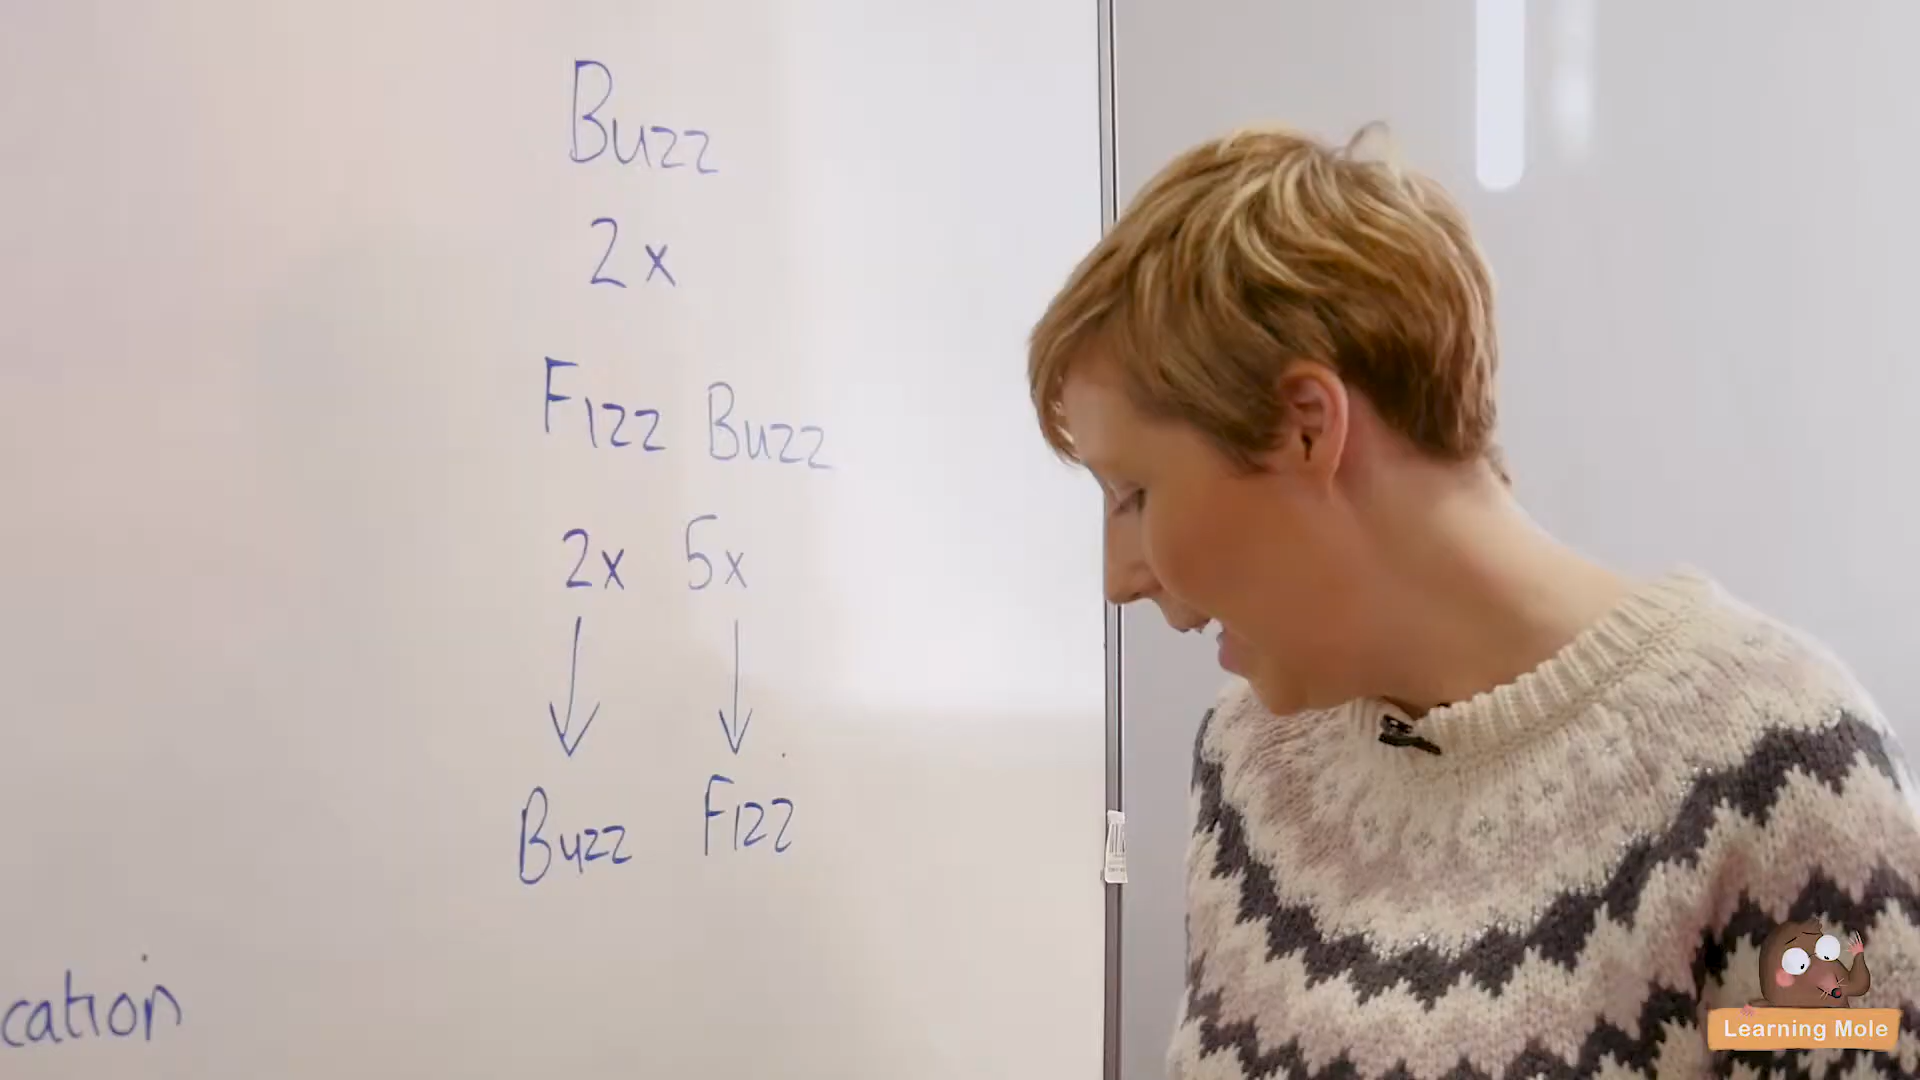 Buzz
2x
Fizz Buzz
2x 5x
Buzz Fizz
cation
Learning Mole